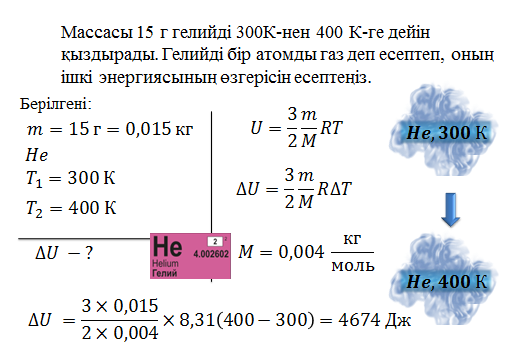 Массасы 15 г гелийді 300К-нен 400 К-ге дейін
қыздырады. Гелийді бір атомды газ деп есептеп, оның
ішкі энергиясының өзгерісін есептеңіз.
Берілгені:
m = 15 г = 0,015 кг
He
T₁ = 300 К
T₂ = 400 К
ΔU − ?
U = 3/2 m/M RT
ΔU = 3/2 m/M RΔT
He 2 4.002602
Helium
Гелий
M = 0,004 кг/моль
ΔU = (3 × 0,015)/(2 × 0,004) × 8,31(400 − 300) = 4674 Дж
He, 300 К
He, 400 К